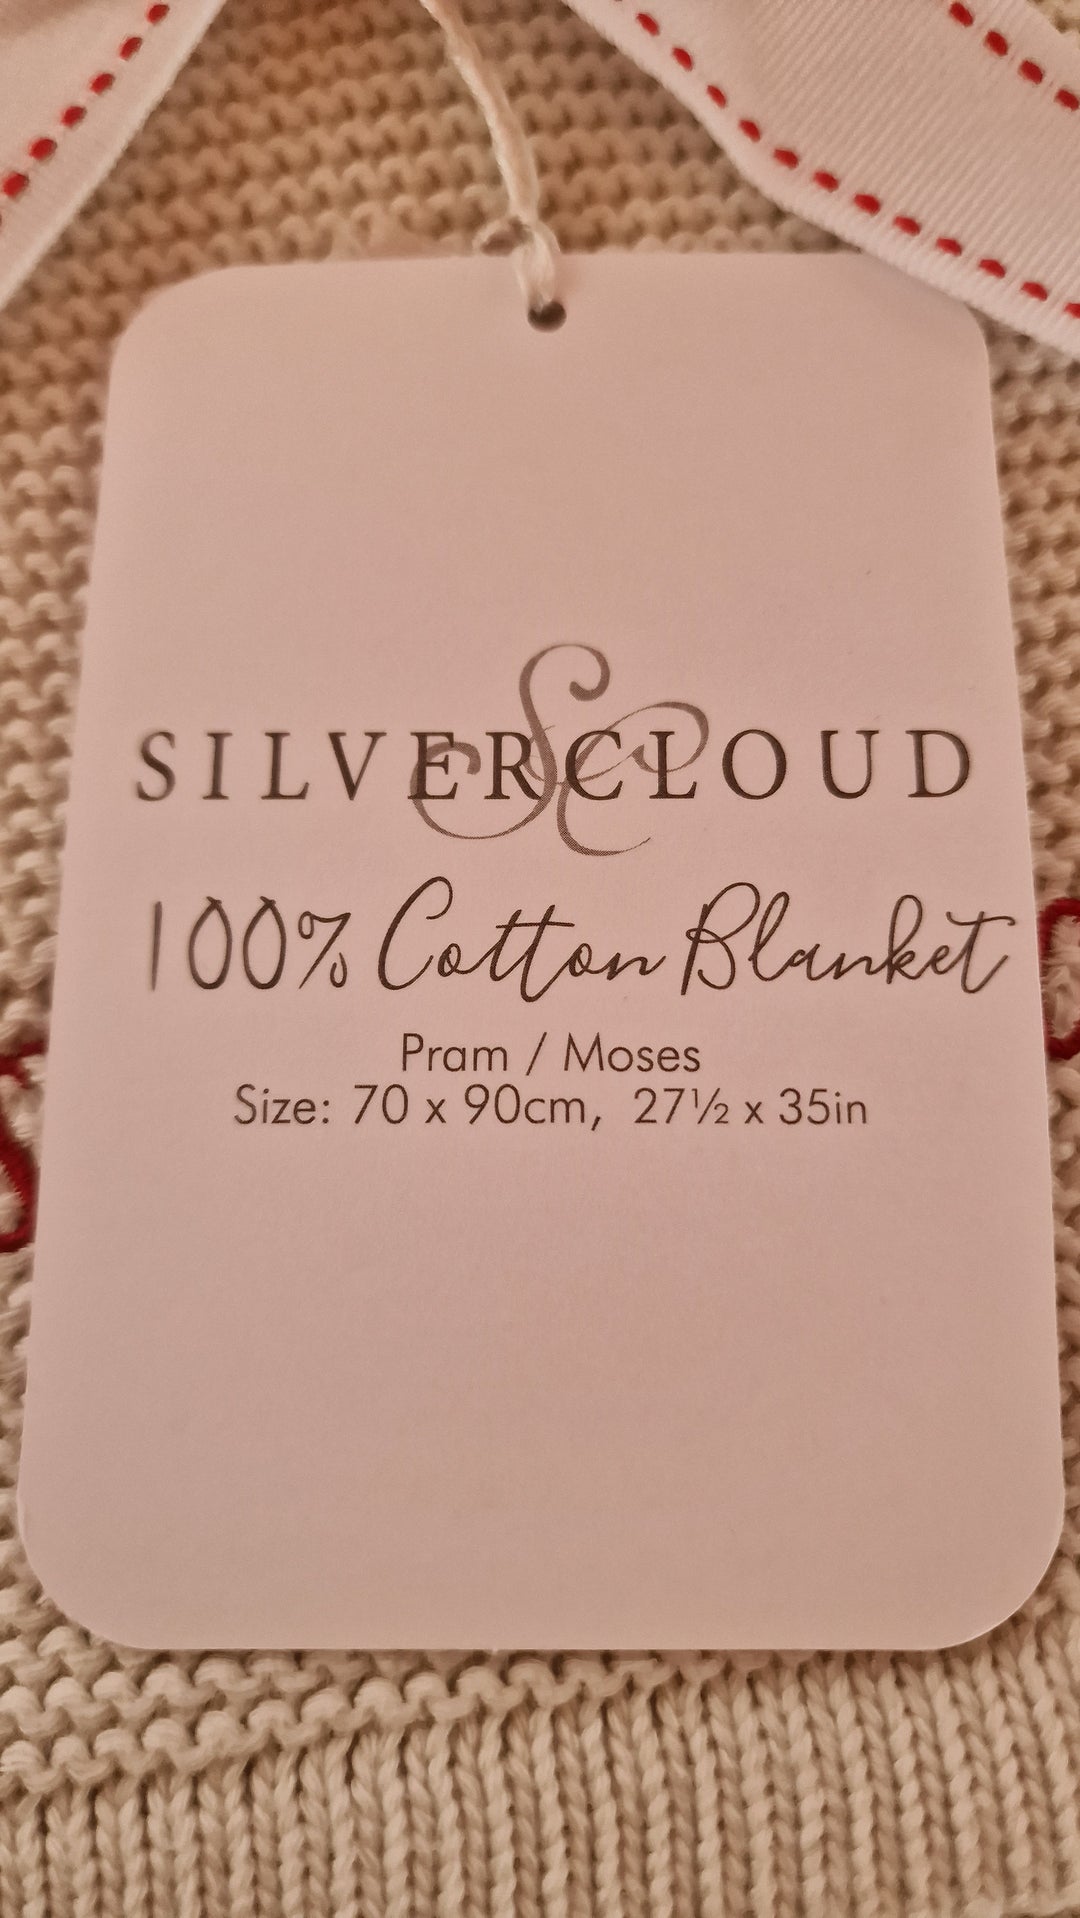 SILVERCLOUD
100% Cotton Blanket
Pram / Moses
Size: 70 x 90cm, 27½ x 35in